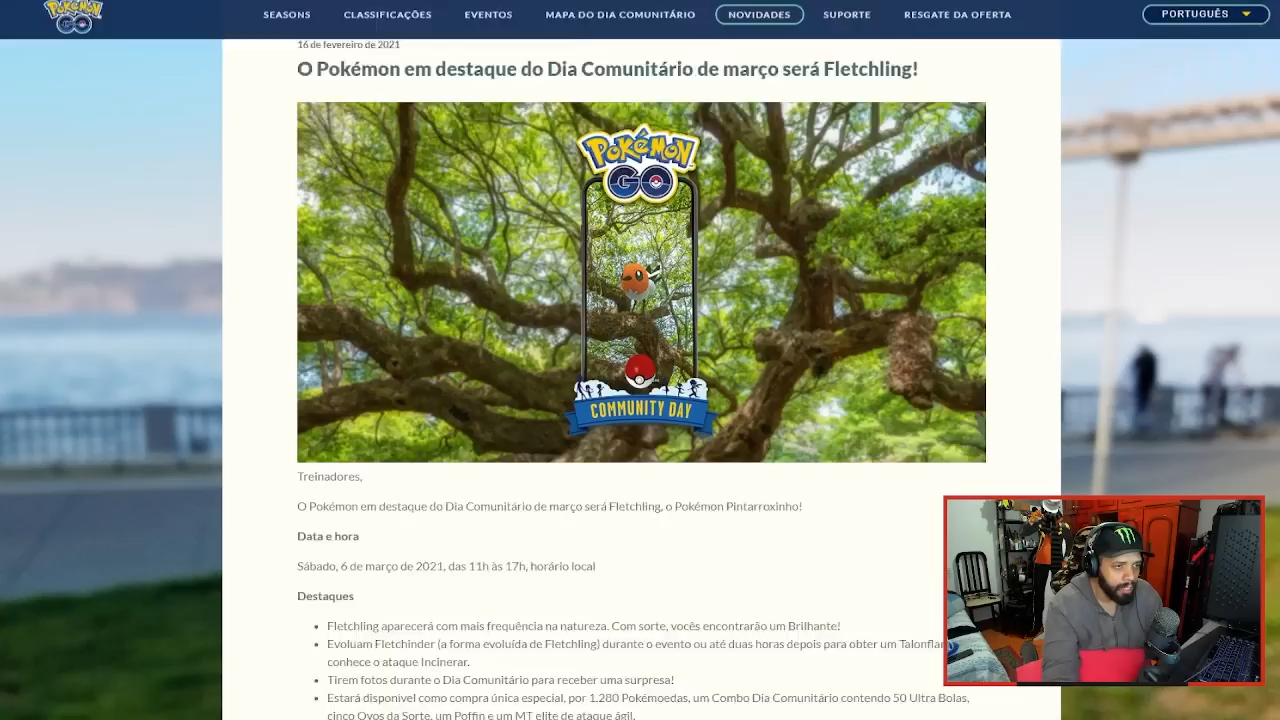 POKÉMON GO
SEASONS CLASSIFICAÇÕES EVENTOS MAPA DO DIA COMUNITÁRIO NOVIDADES SUPORTE RESGATE DA OFERTA PORTUGUÊS
16 de fevereiro de 2021
O Pokémon em destaque do Dia Comunitário de março será Fletchling!
POKÉMON
GO
COMMUNITY DAY
Treinadores,
O Pokémon em destaque do Dia Comunitário de março será Fletchling, o Pokémon Pintarroxinho!
Data e hora
Sábado, 6 de março de 2021, das 11h às 17h, horário local
Destaques
• Fletchling aparecerá com mais frequência na natureza. Com sorte, vocês encontrarão um Brilhante!
• Evoluam Fletchinder (a forma evoluída de Fletchling) durante o evento ou até duas horas depois para obter um Talonflam
conhece o ataque Incinerar.
• Tirem fotos durante o Dia Comunitário para receber uma surpresa!
• Estará disponível como compra única especial, por 1.280 Pokémoedas, um Combo Dia Comunitário contendo 50 Ultra Bolas,
cinco Ovos da Sorte, um Poffin e um MT elite de ataque ágil.